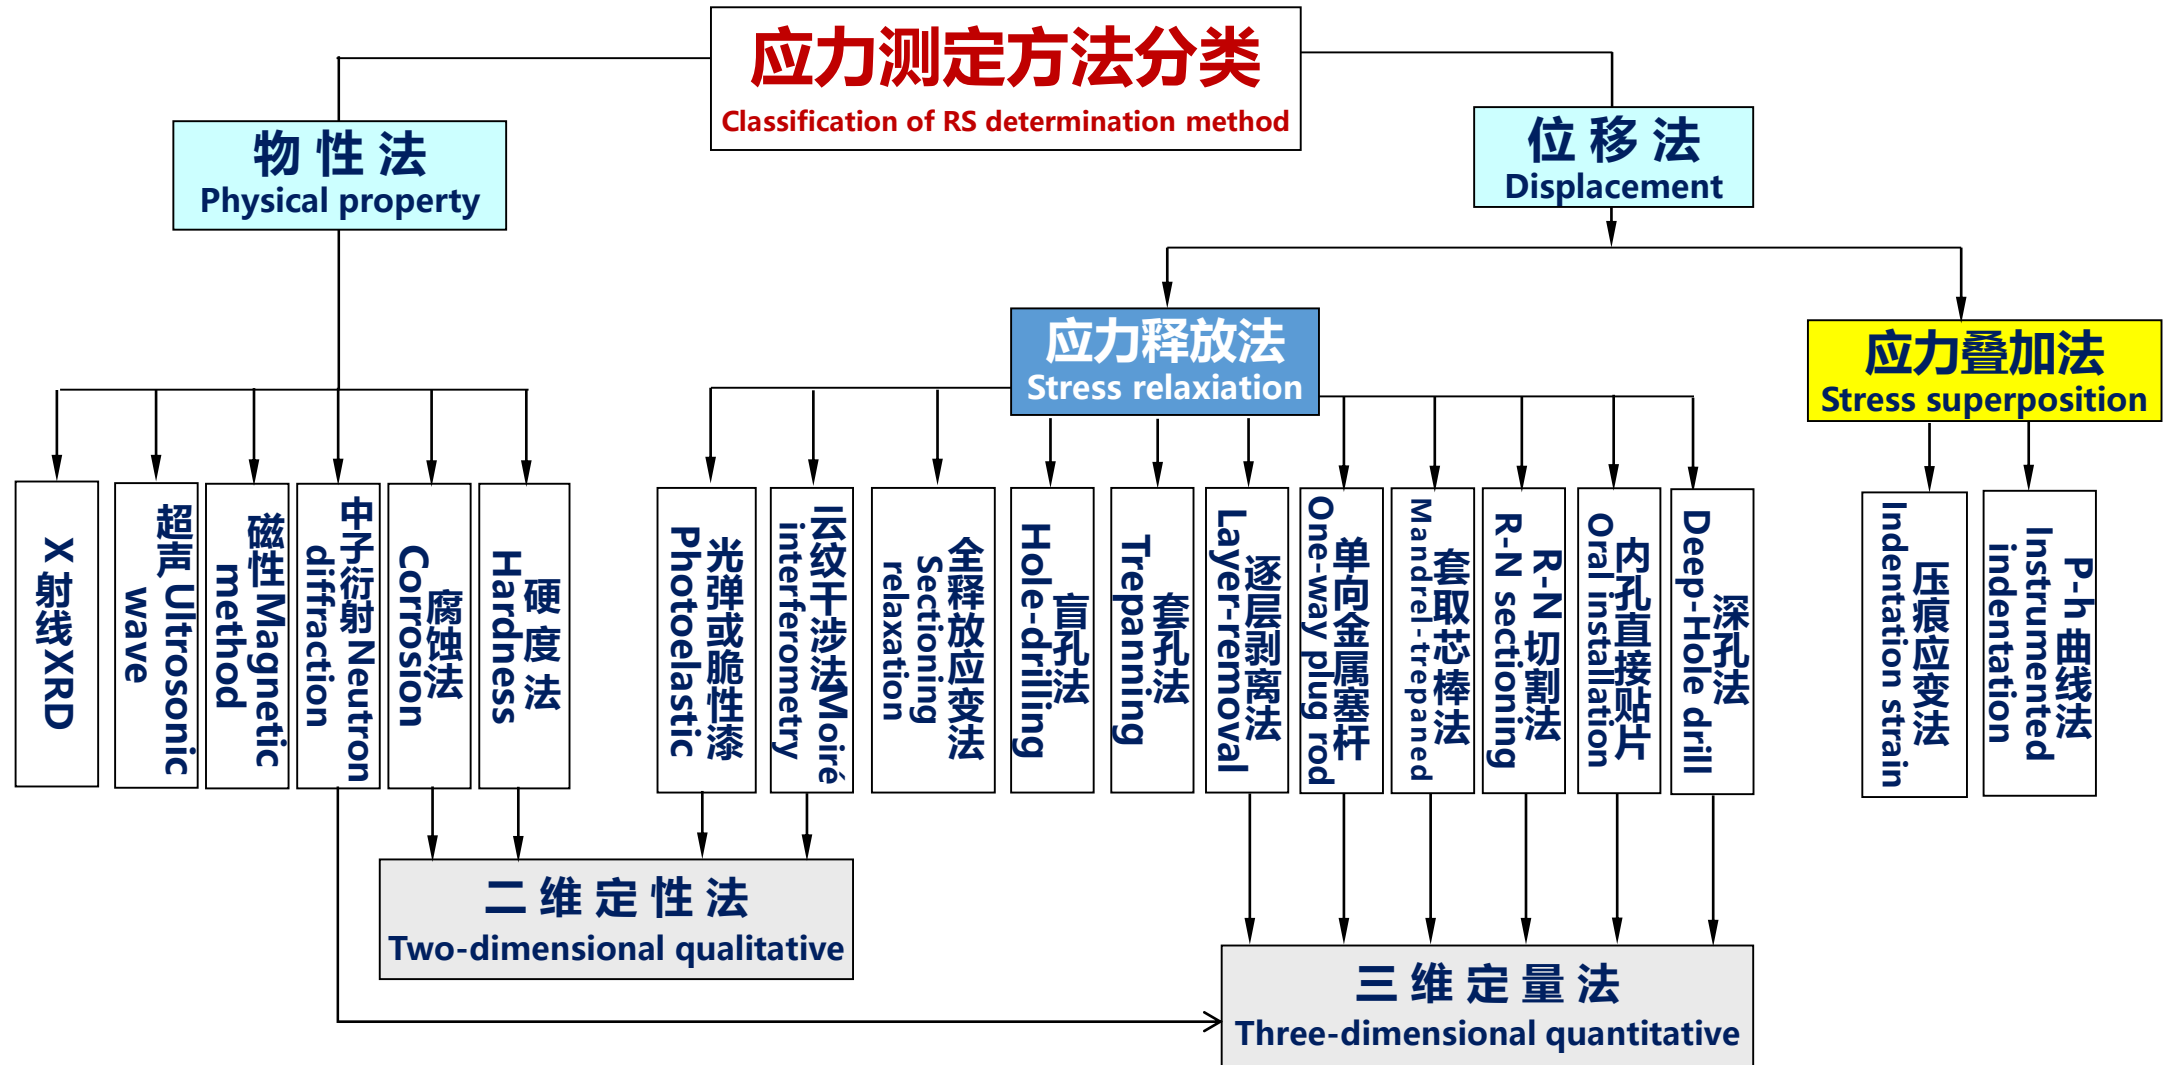 应力测定方法分类
Classification of RS determination method
物 性 法
Physical property
位 移 法
Displacement
应力释放法
Stress relaxiation
应力叠加法
Stress superposition
X 射线XRD
超声 Ultrosonic
wave
磁性 Magnetic
method
中子衍射 Neutron
diffraction
腐蚀法
Corrosion
硬 度 法
Hardness
光弹或脆性漆
Photoelastic
云纹干涉法Moiré
interferometry
全释放应变法
Sectioning
relaxation
盲孔法
Hole-drilling
套孔法
Trepanning
逐层剥离法
Layer-removal
单向金属塞杆
One-way plug rod
套取芯棒法
Mandrel-trepaned
R-N 切割法
R-N sectioning
内孔直接贴片
Oral installation
深孔法
Deep-Hole drill
压痕应变法
Indentation strain
P-h 曲线法
Instrumented
indentation
二 维 定 性 法
Two-dimensional qualitative
三 维 定 量 法
Three-dimensional quantitative